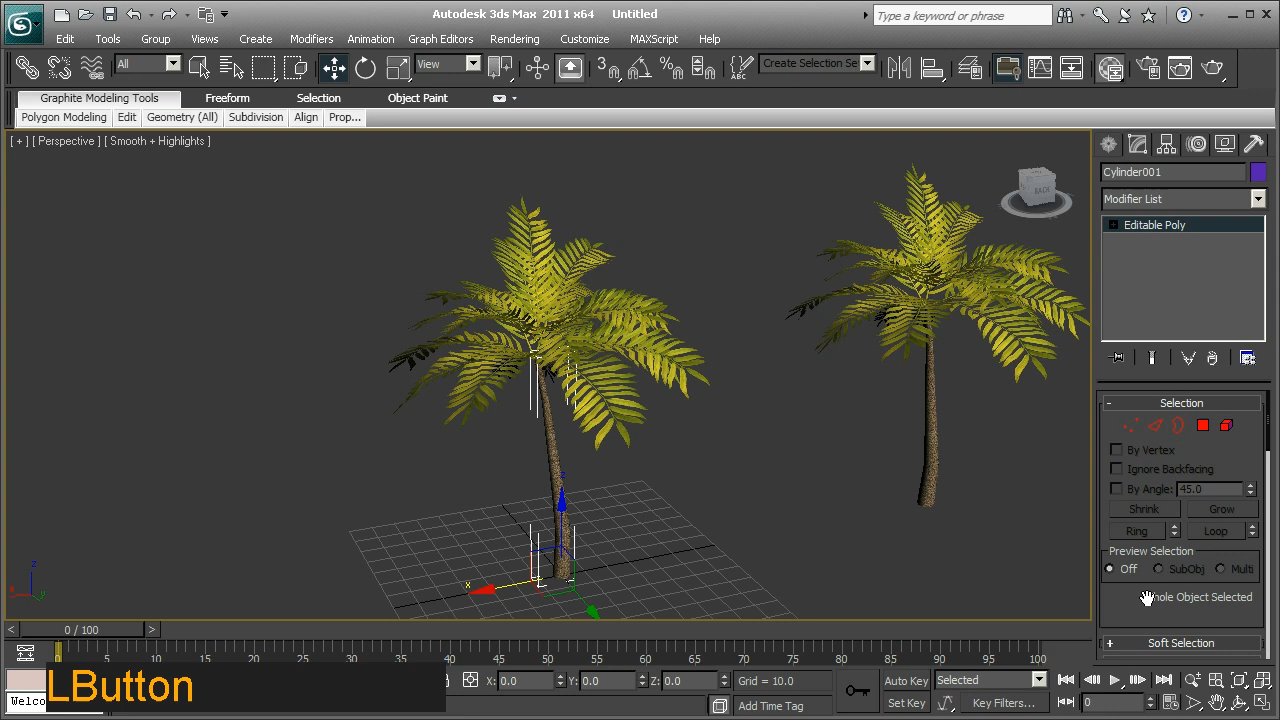 Autodesk 3ds Max 2011 x64 Untitled
Type a keyword or phrase
Edit Tools Group Views Create Modifiers Animation Graph Editors Rendering Customize MAXScript Help
All View 3 Create Selection Se
Graphite Modeling Tools Freeform Selection Object Paint
Polygon Modeling Edit Geometry (All) Subdivision Align Prop...
[ + ] [ Perspective ] [ Smooth + Highlights ]
BACK
Cylinder001
Modifier List
Editable Poly
- Selection
By Vertex
Ignore Backfacing
By Angle: 45.0
Shrink Grow
Ring Loop
Preview Selection
Off SubObj Multi
hole Object Selected
+ Soft Selection
z
x
z
x y
< 0 / 100 >
0 5 10 15 20 25 30 35 40 45 50 55 60 65 70 75 80 85 90 95 100
LButton
X: 0.0 Y: 0.0 Z: 0.0 Grid = 10.0 Auto Key Selected
Welco Add Time Tag Set Key Key Filters... 0